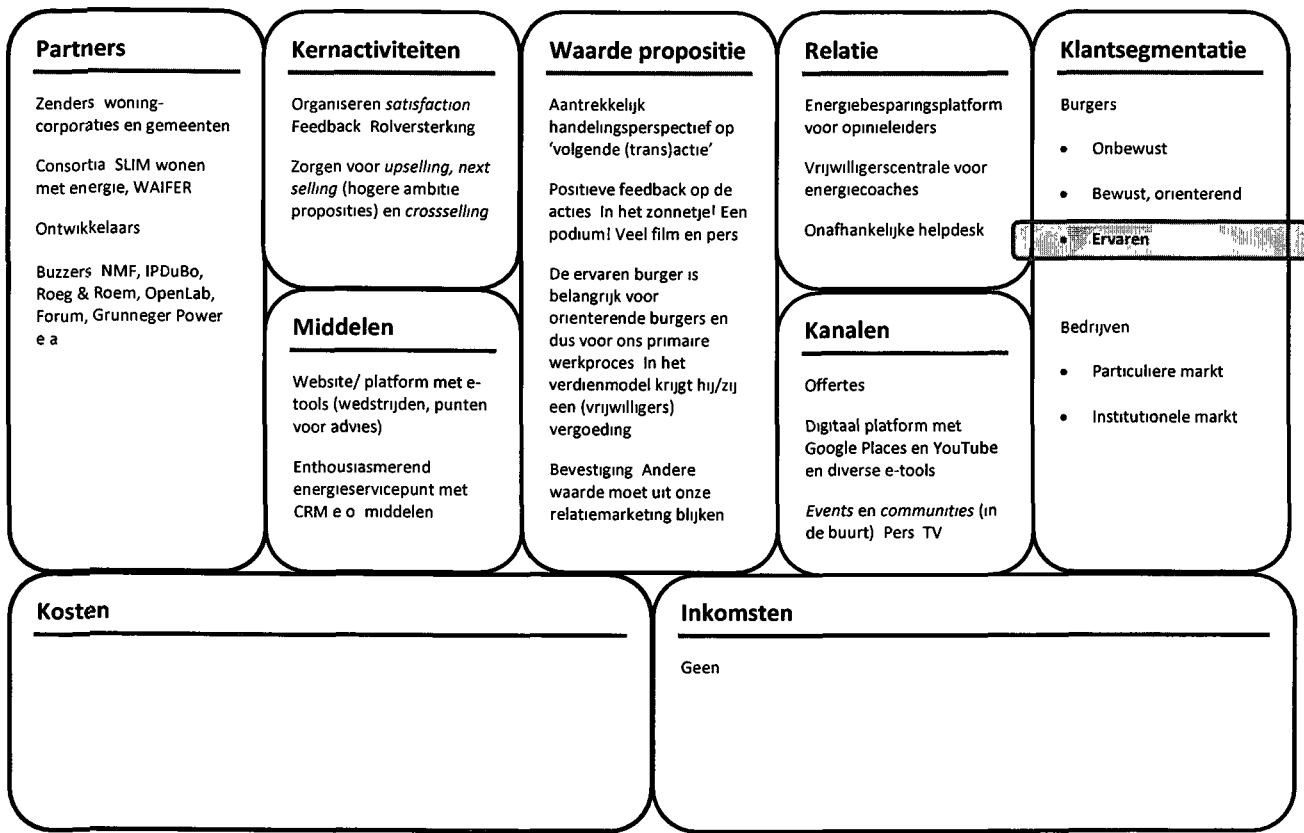 Partners
Zenders woning-
corporaties en gemeenten
Consortia SLIM wonen
met energie, WAIFER
Ontwikkelaars
Buzzers NMF, IPDuBo,
Roeg & Roem, OpenLab,
Forum, Grunneger Power
e a
Kernactiviteiten
Organiseren satisfaction
Feedback Rolversterking
Zorgen voor upselling, next
selling (hogere ambitie
proposities) en crossselling
Middelen
Website/ platform met e-
tools (wedstrijden, punten
voor advies)
Enthousiasmerend
energieservicepunt met
CRM e o middelen
Waarde propositie
Aantrekkelijk
handelingsperspectief op
'volgende (trans)actie'
Positieve feedback op de
acties In het zonnetje! Een
podium! Veel film en pers
De ervaren burger is
belangrijk voor
orienterende burgers en
dus voor ons primaire
werkproces In het
verdienmodel krijgt hij/zij
een (vrijwilligers)
vergoeding
Bevestiging Andere
waarde moet uit onze
relatiemarketing blijken
Relatie
Energiebesparingsplatform
voor opinieleiders
Vrijwilligerscentrale voor
energiecoaches
Onafhankelijke helpdesk
Kanalen
Offertes
Digitaal platform met
Google Places en YouTube
en diverse e-tools
Events en communities (in
de buurt) Pers TV
Klantsegmentatie
Burgers
• Onbewust
• Bewust, orienterend
• Ervaren
Bedrijven
• Particuliere markt
• Institutionele markt
Kosten
Inkomsten
Geen